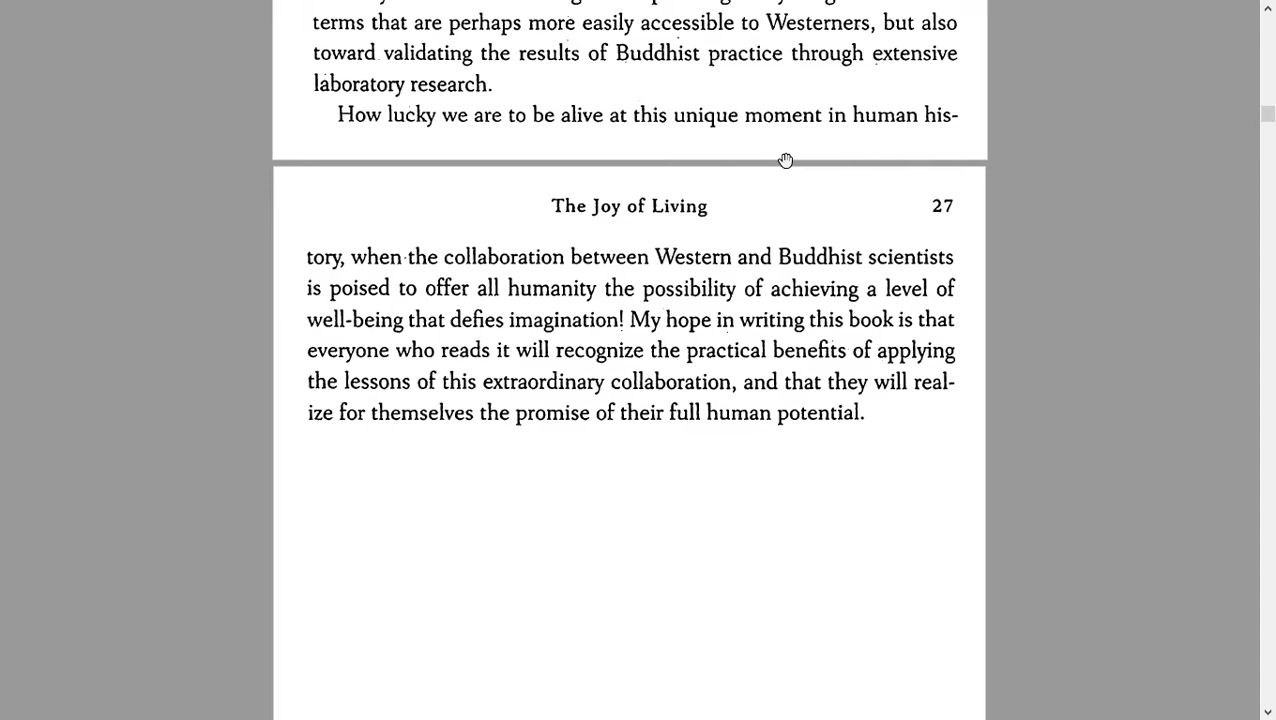 terms that are perhaps more easily accessible to Westerners, but also
toward validating the results of Buddhist practice through extensive
laboratory research.
How lucky we are to be alive at this unique moment in human his-
The Joy of Living 27
tory, when the collaboration between Western and Buddhist scientists
is poised to offer all humanity the possibility of achieving a level of
well-being that defies imagination! My hope in writing this book is that
everyone who reads it will recognize the practical benefits of applying
the lessons of this extraordinary collaboration, and that they will real-
ize for themselves the promise of their full human potential.